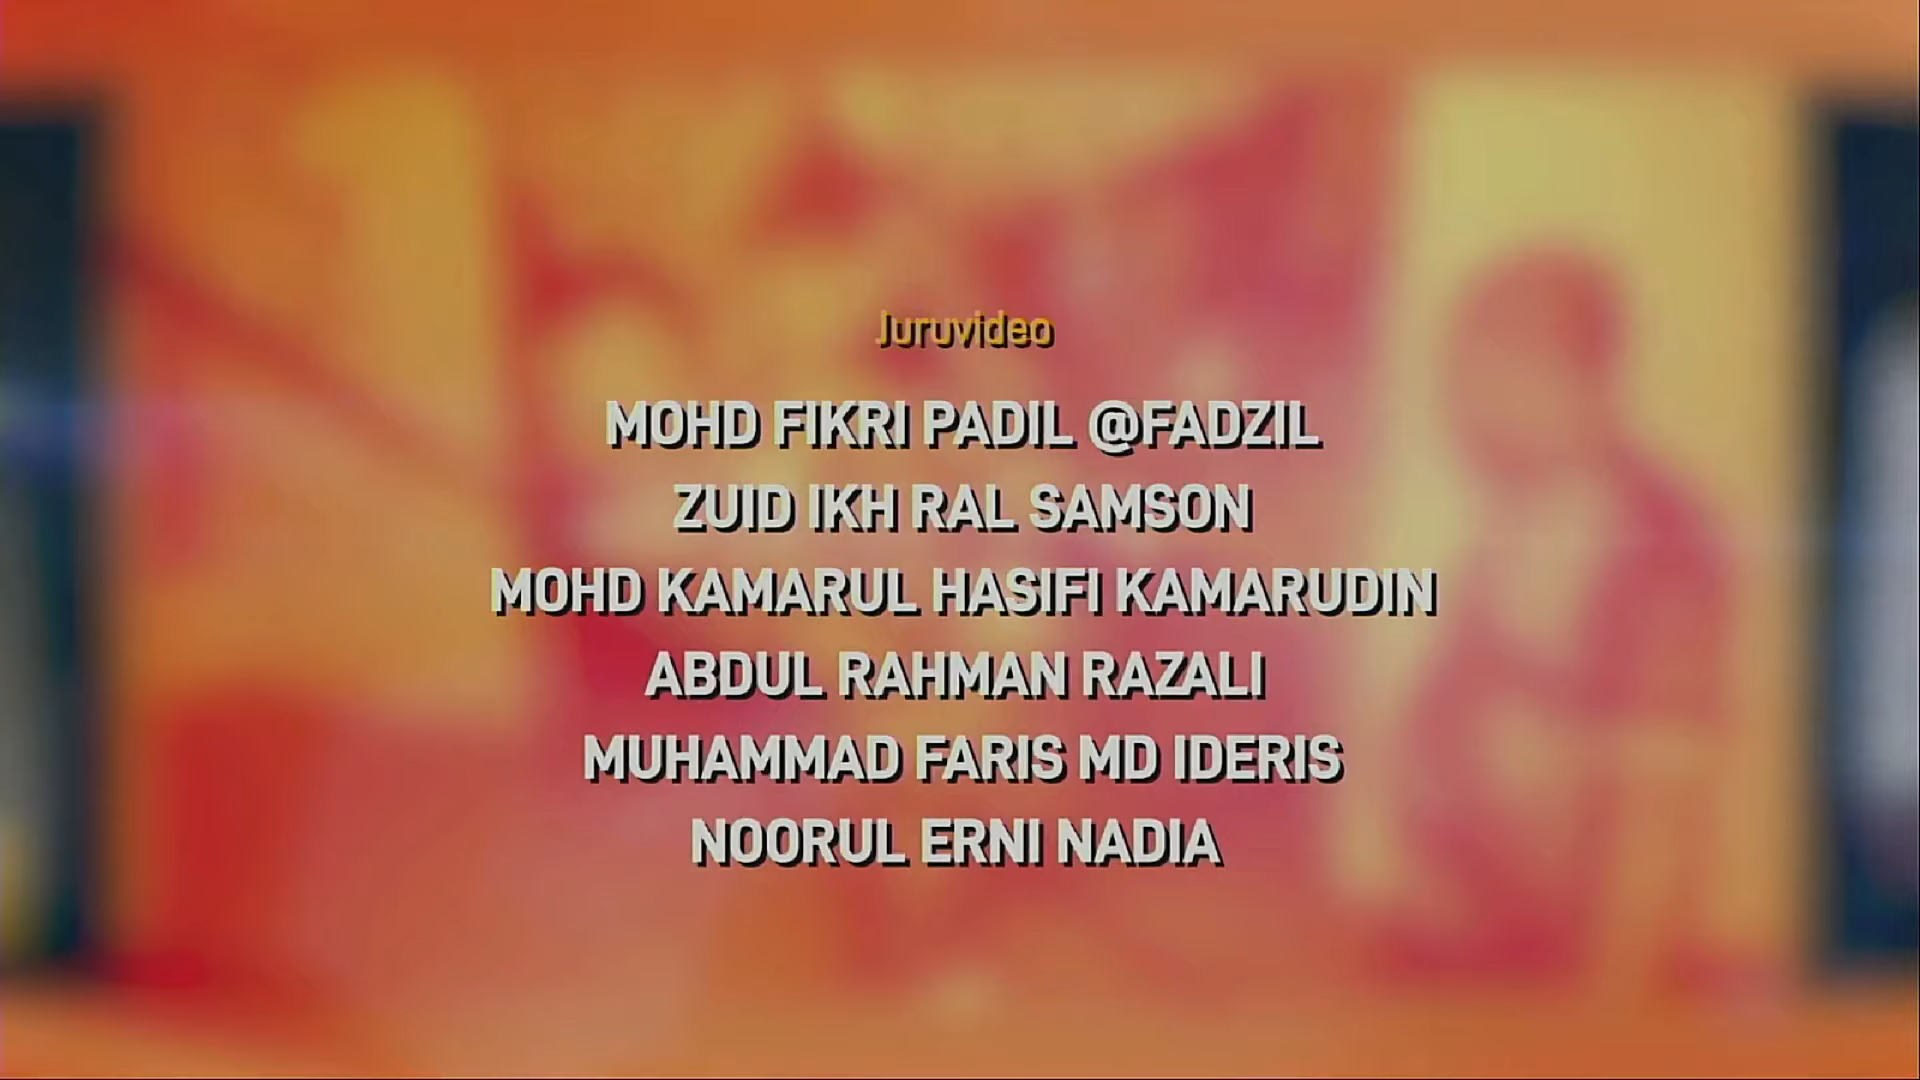 Juruvideo
MOHD FIKRI PADIL @FADZIL
ZUID IKH RAL SAMSON
MOHD KAMARUL HASIFI KAMARUDIN
ABDUL RAHMAN RAZALI
MUHAMMAD FARIS MD IDERIS
NOORUL ERNI NADIA